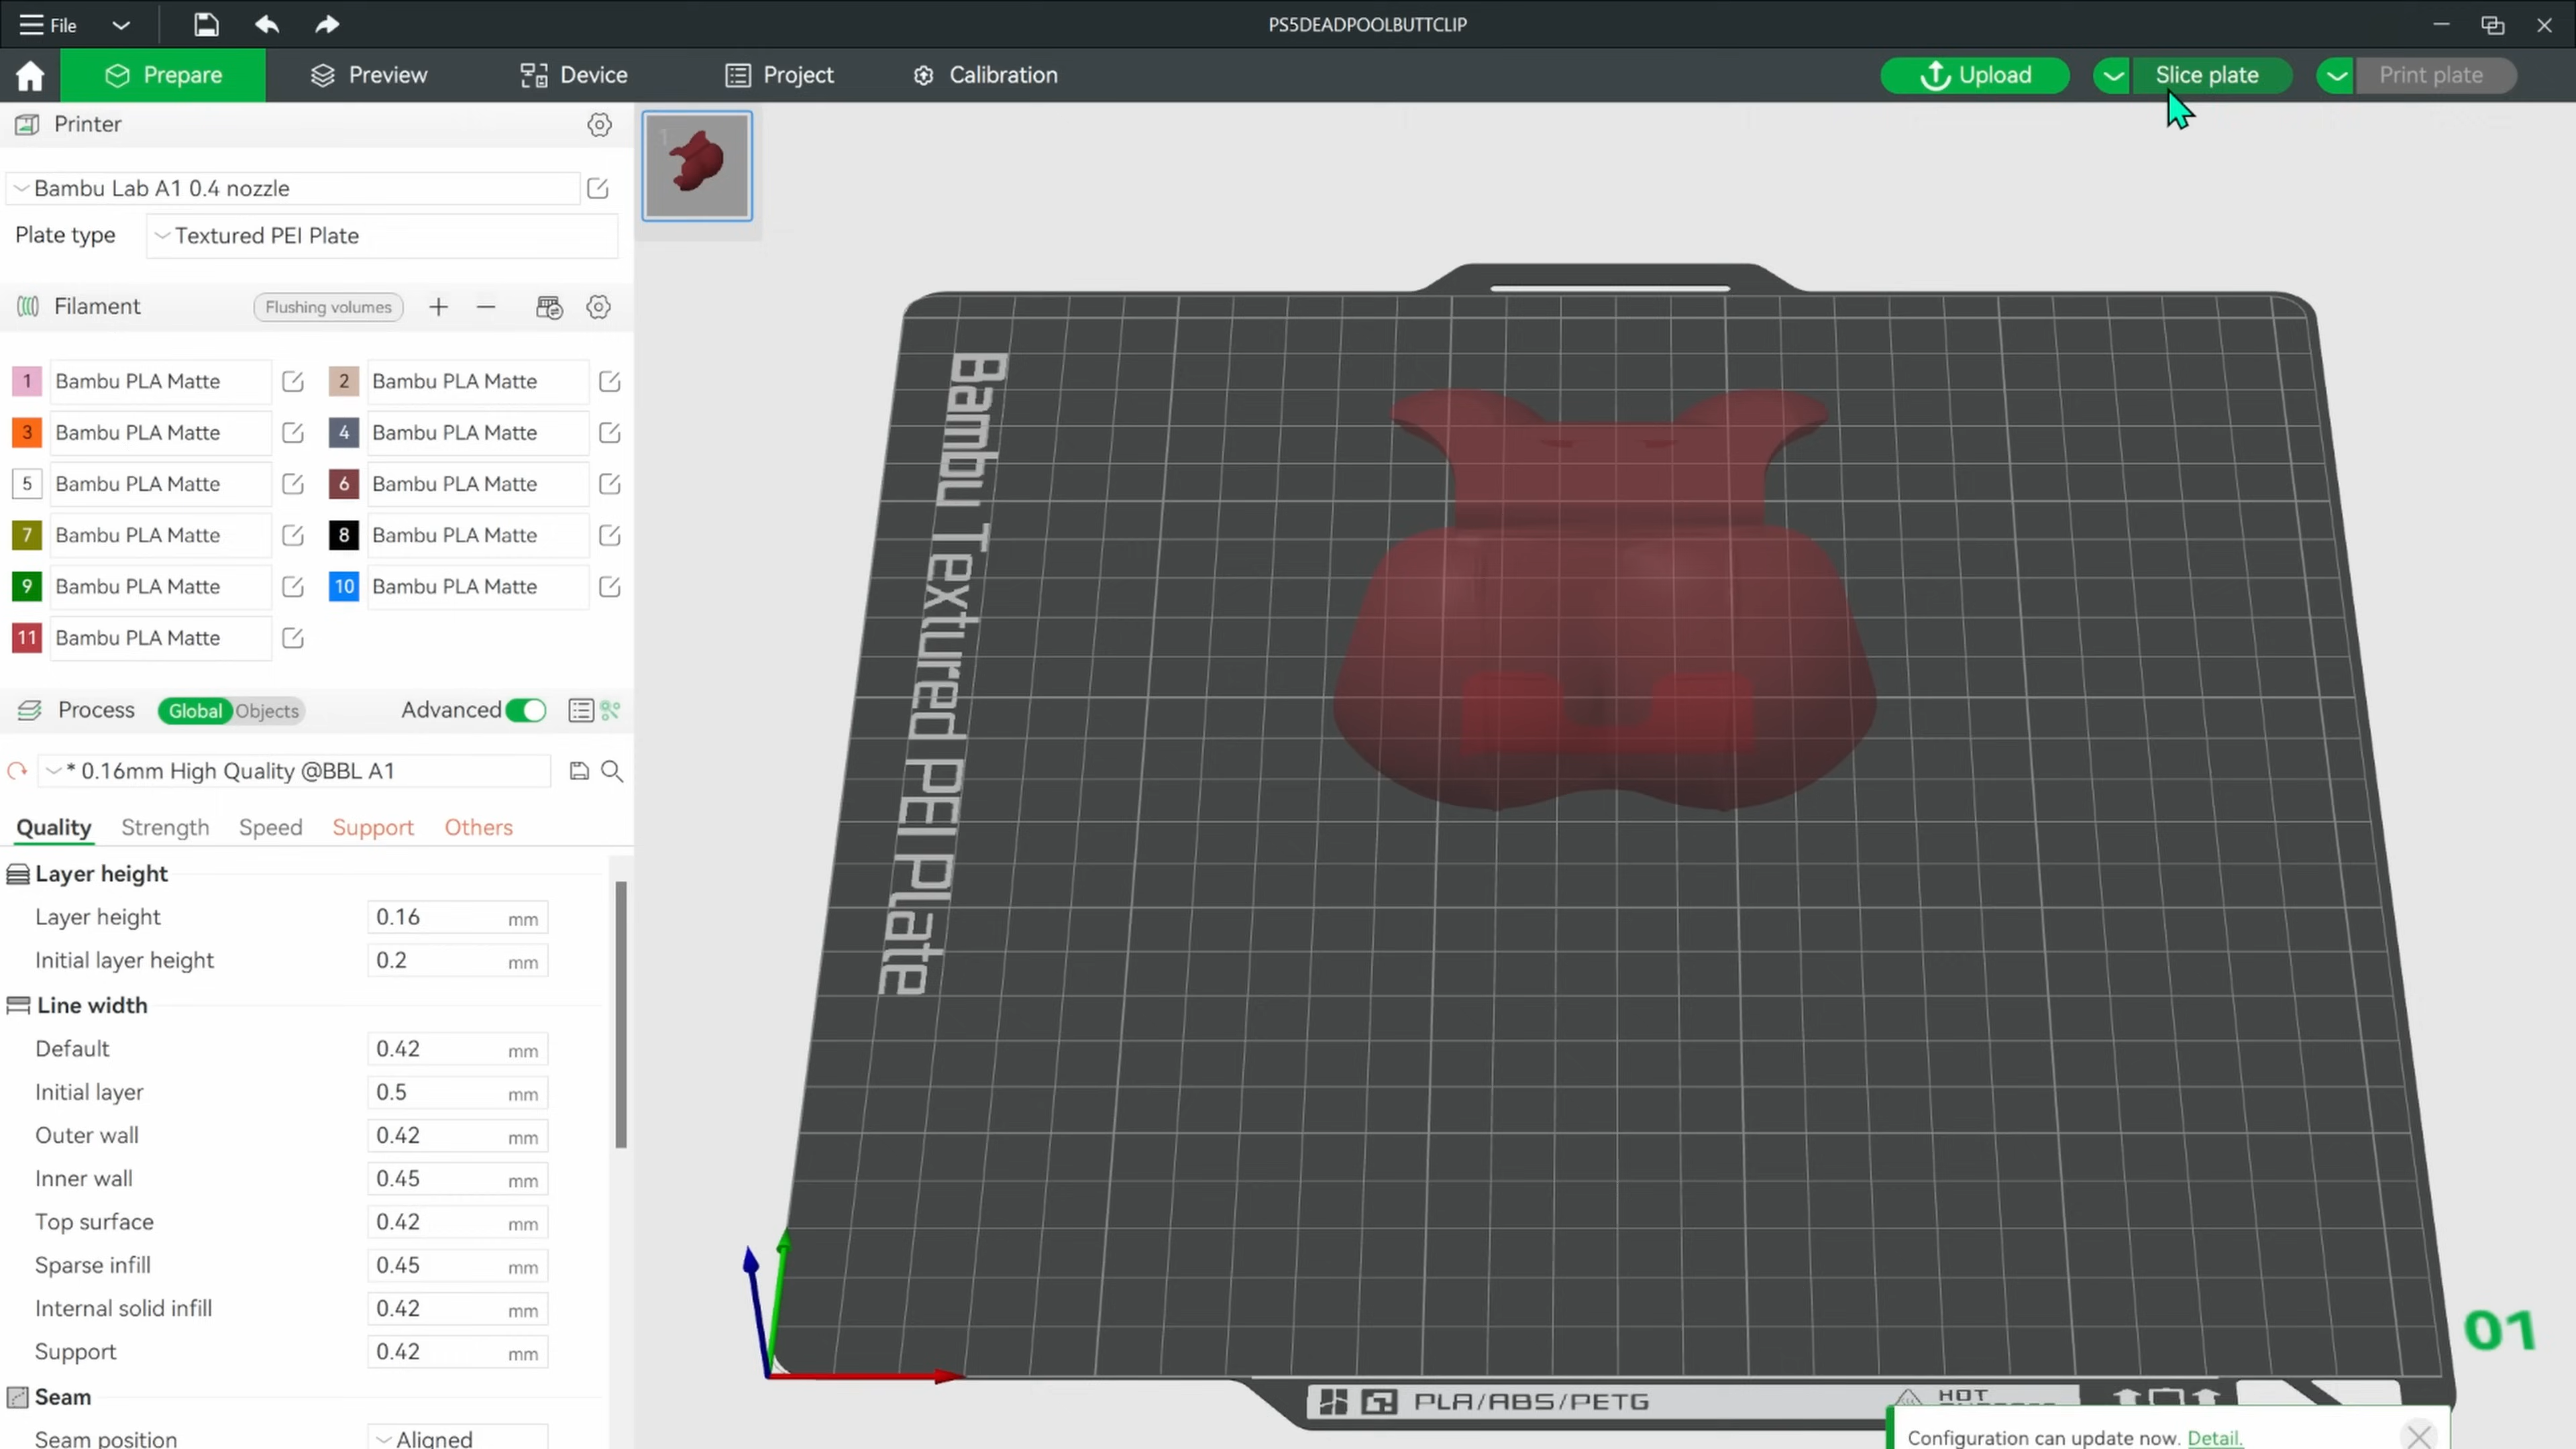 File
PS5DEADPOOLBUTTCLIP
Prepare
Preview
Device
Project
Calibration
Upload
Slice plate
Print plate
Printer
1
Bambu Lab A1 0.4 nozzle
Plate type
Textured PEI Plate
Filament
Flushing volumes
1 Bambu PLA Matte
2 Bambu PLA Matte
3 Bambu PLA Matte
4 Bambu PLA Matte
5 Bambu PLA Matte
6 Bambu PLA Matte
7 Bambu PLA Matte
8 Bambu PLA Matte
9 Bambu PLA Matte
10 Bambu PLA Matte
11 Bambu PLA Matte
Process
Global
Objects
Advanced
* 0.16mm High Quality @BBL A1
Quality
Strength
Speed
Support
Others
Layer height
Layer height 0.16 mm
Initial layer height 0.2 mm
Line width
Default 0.42 mm
Initial layer 0.5 mm
Outer wall 0.42 mm
Inner wall 0.45 mm
Top surface 0.42 mm
Sparse infill 0.45 mm
Internal solid infill 0.42 mm
Support 0.42 mm
Seam
Seam position Aligned
Bambu Textured PEI Plate
01
PLA/ABS/PETG
HOT
Configuration can update now. Detail.